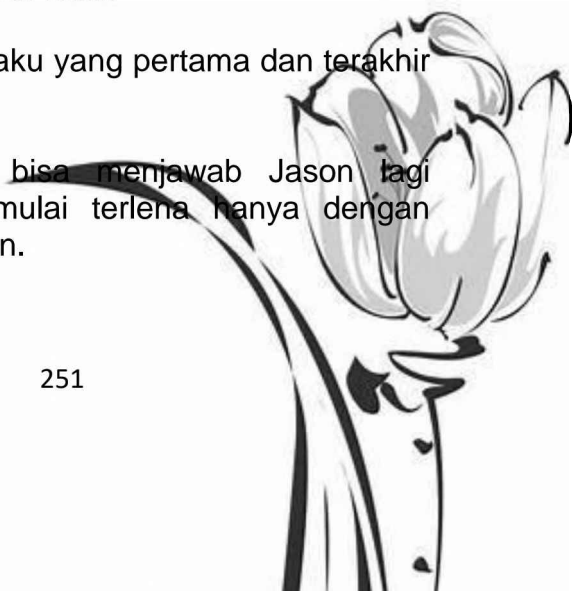 aku yang pertama dan terakhir
bisa menjawab Jason lagi
mulai terlena hanya dengan
n.
251